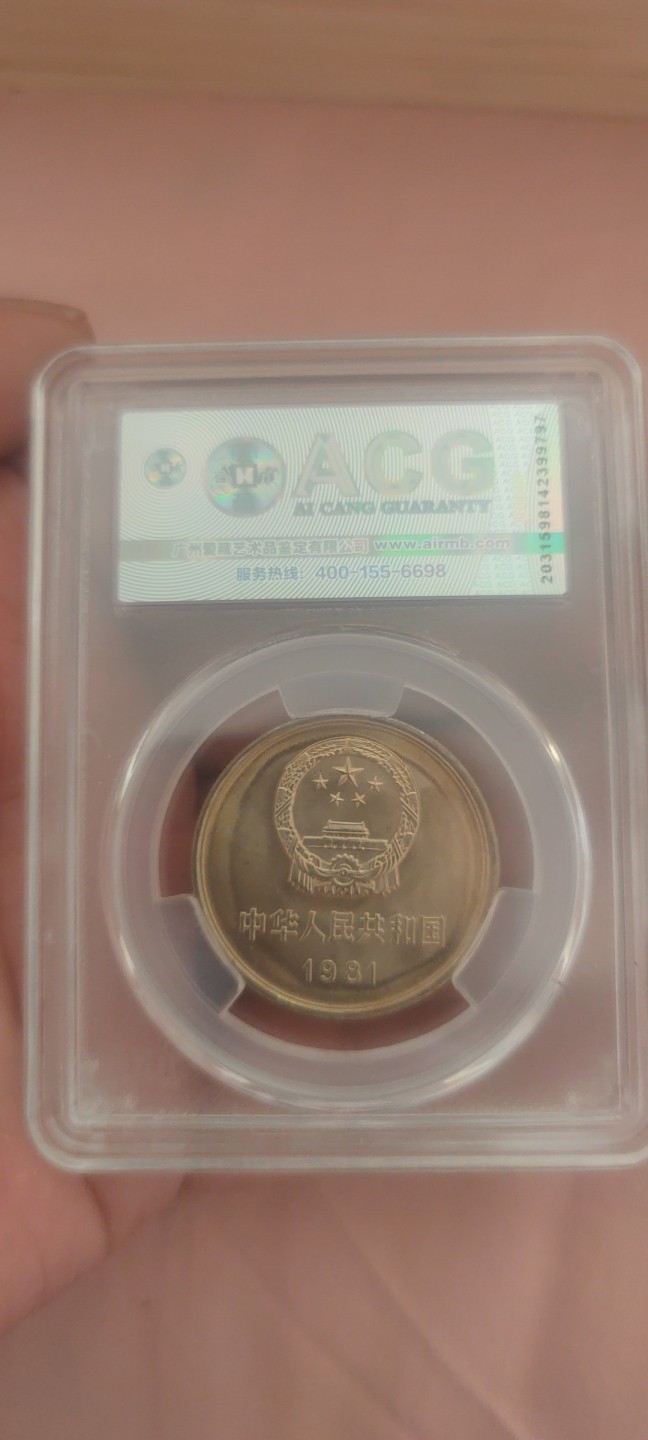 ACG
AI CANG GUARANTY
广州爱藏艺术品鉴定有限公司 www.airmb.com
服务热线：400-155-6698
2031598142399797
中华人民共和国
1981